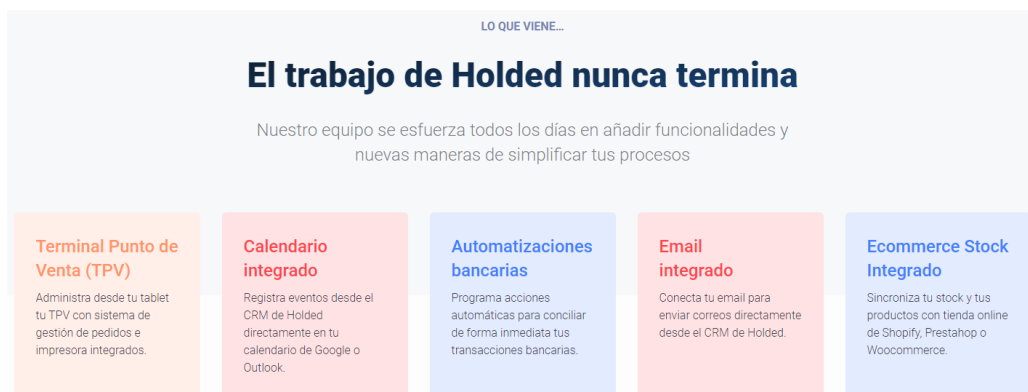 LO QUE VIENE...
El trabajo de Holded nunca termina
Nuestro equipo se esfuerza todos los días en añadir funcionalidades y
nuevas maneras de simplificar tus procesos
Terminal Punto de
Venta (TPV)
Administra desde tu tablet
tu TPV con sistema de
gestión de pedidos e
impresora integrados.
Calendario
integrado
Registra eventos desde el
CRM de Holded
directamente en tu
calendario de Google o
Outlook.
Automatizaciones
bancarias
Programa acciones
automáticas para conciliar
de forma inmediata tus
transacciones bancarias.
Email
integrado
Conecta tu email para
enviar correos directamente
desde el CRM de Holded.
Ecommerce Stock
Integrado
Sincroniza tu stock y tus
productos con tienda online
de Shopify, Prestahop o
Woocommerce.